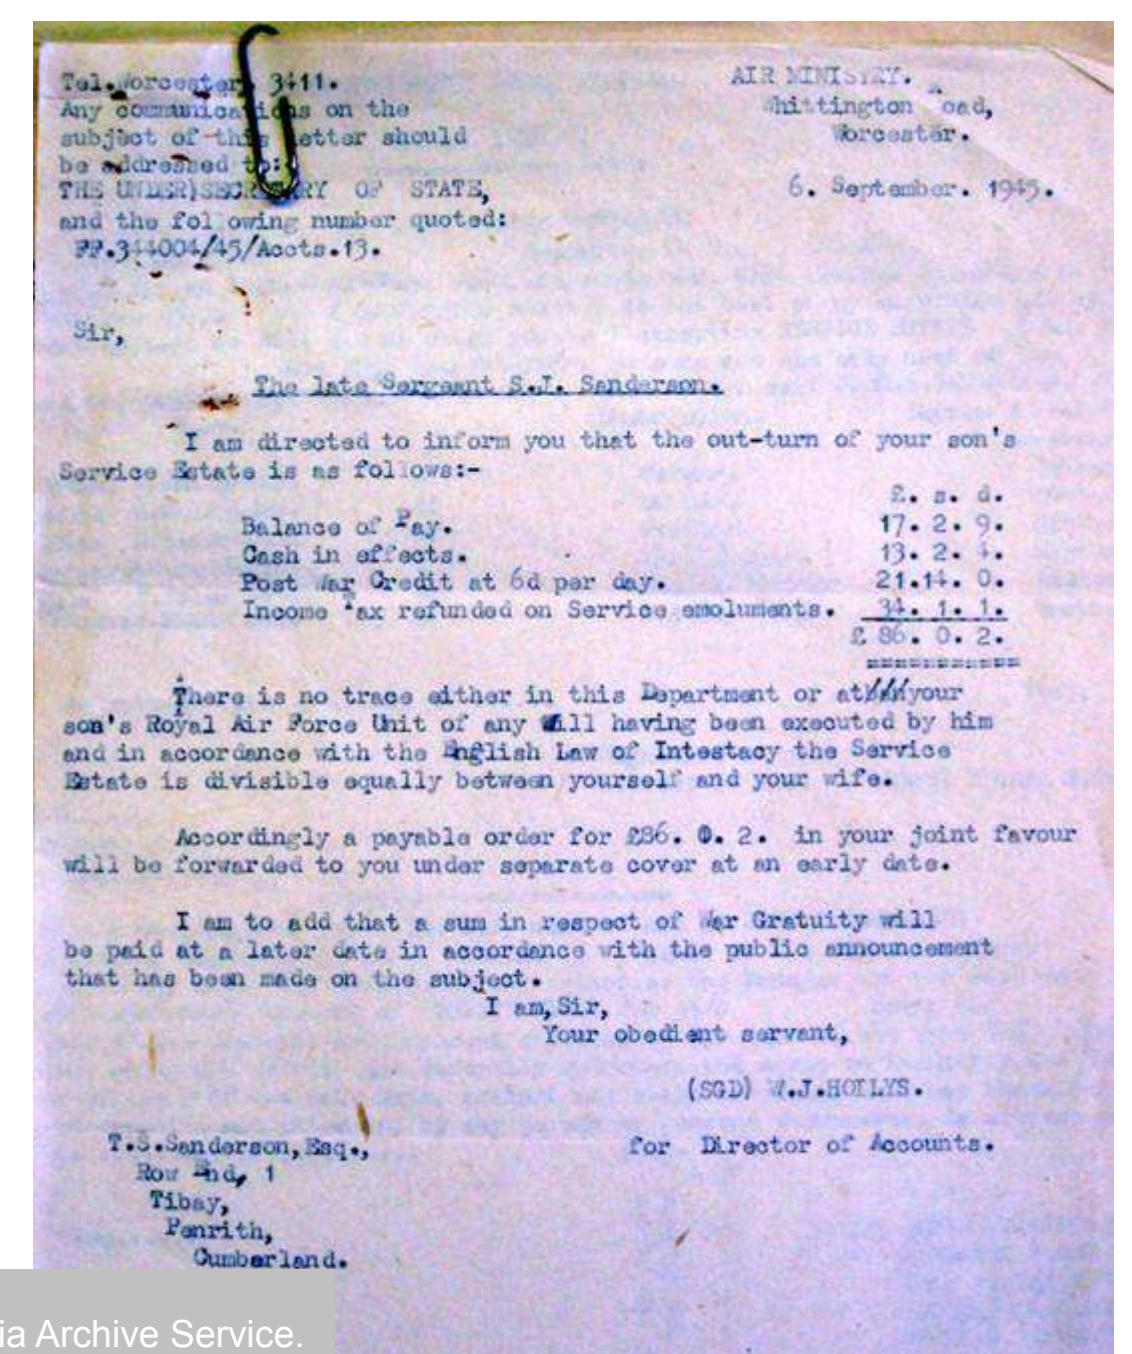 Tel.Worcester 3411.
Any communications on the
subject of this letter should
be addressed to:
THE UNDER)SECRETARY OF STATE,
and the fol owing number quoted:
FF.344004/45/Accts.13.
AIR MINISTRY.
Whittington Road,
Worcester.
6. September. 1945.
Sir,
The late Sergeant S.J. Sanderson.
I am directed to inform you that the out-turn of your son's
Service Estate is as follows:-
£. s. d.
Balance of Pay. 17. 2. 9.
Cash in effects. 13. 2. 4.
Post War Credit at 6d per day. 21.14. 0.
Income Tax refunded on Service emoluments. 34. 1. 1.
£ 86. 0. 2.
============
There is no trace either in this Department or at your
son's Royal Air Force Unit of any Will having been executed by him
and in accordance with the English Law of Intestacy the Service
Estate is divisible equally between yourself and your wife.
Accordingly a payable order for £86. 0. 2. in your joint favour
will be forwarded to you under separate cover at an early date.
I am to add that a sum in respect of War Gratuity will
be paid at a later date in accordance with the public announcement
that has been made on the subject.
I am, Sir,
Your obedient servant,
(SGD) W.J.HOLLYS.
for Director of Accounts.
T.S.Sanderson, Esq.,
Row End, 1
Tibay,
Penrith,
Cumberland.
ia Archive Service.